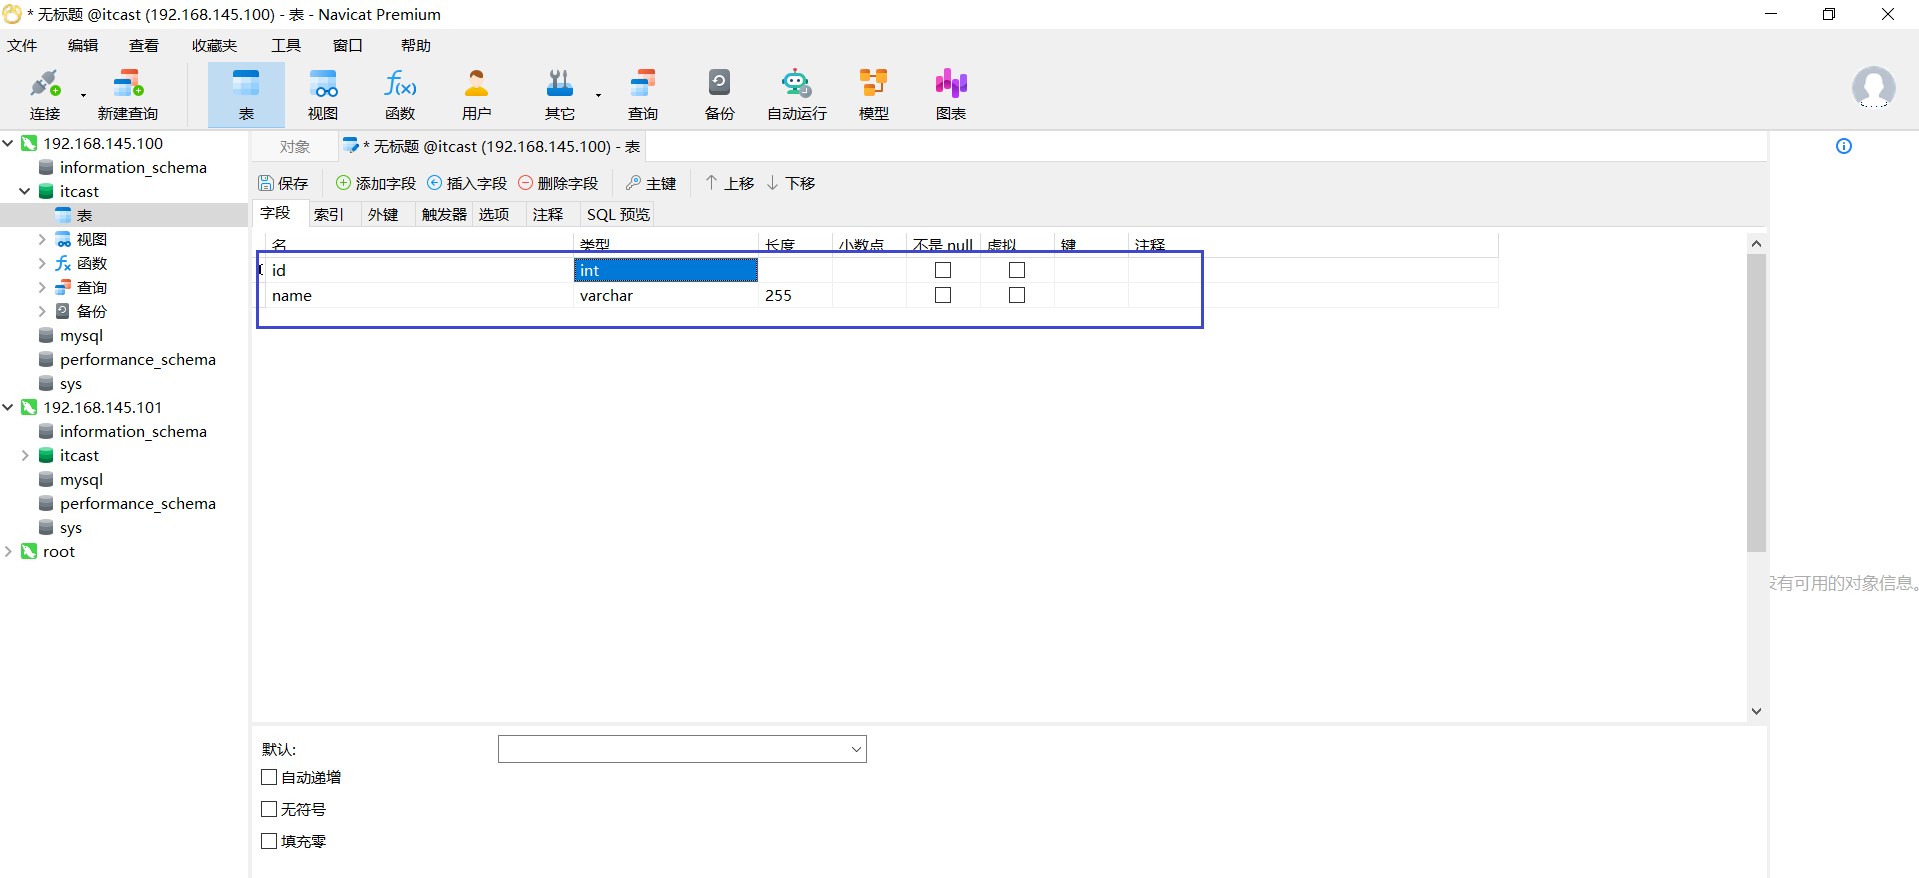 * 无标题 @itcast (192.168.145.100) - 表 - Navicat Premium
文件 编辑 查看 收藏夹 工具 窗口 帮助
连接 新建查询 表 视图 函数 用户 其它 查询 备份 自动运行 模型 图表
192.168.145.100
information_schema
itcast
表
视图
函数
查询
备份
mysql
performance_schema
sys
192.168.145.101
information_schema
itcast
mysql
performance_schema
sys
root
对象 * 无标题 @itcast (192.168.145.100) - 表
保存 添加字段 插入字段 删除字段 主键 上移 下移
字段 索引 外键 触发器 选项 注释 SQL 预览
名 类型 长度 小数点 不是 null 虚拟 键 注释
id int
name varchar 255
默认:
自动递增
无符号
填充零
有可用的对象信息。